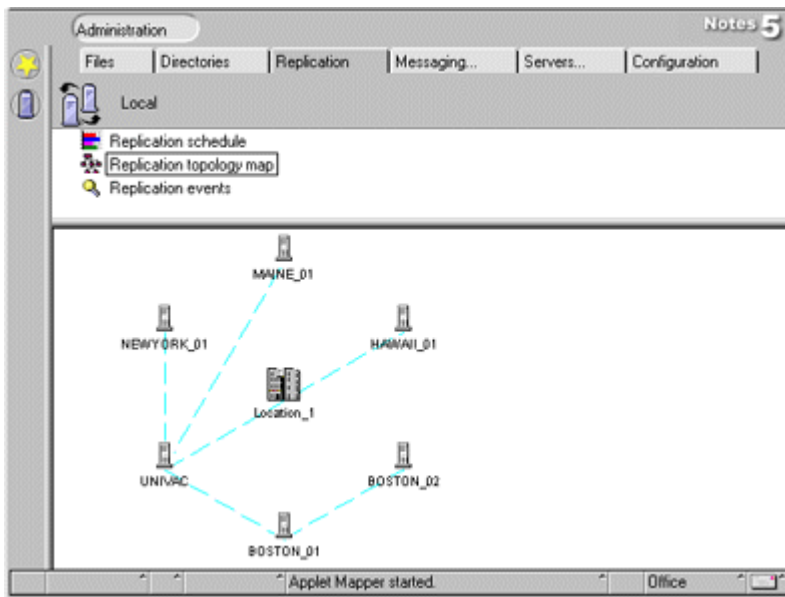 Administration
Notes 5
Files
Directories
Replication
Messaging...
Servers...
Configuration
Local
Replication schedule
Replication topology map
Replication events
MAINE_01
NEWYORK_01
HAWAII_01
Location_1
UNIVAC
BOSTON_02
BOSTON_01
Applet Mapper started.
Office